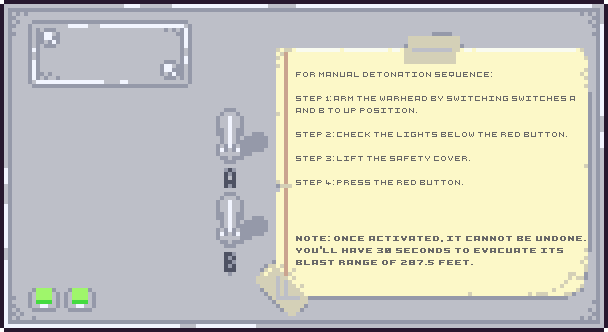 FOR MANUAL DETONATION SEQUENCE:
STEP 1: ARM THE WARHEAD BY SWITCHING SWITCHES A
AND B TO UP POSITION.
STEP 2: CHECK THE LIGHTS BELOW THE RED BUTTON.
STEP 3: LIFT THE SAFETY COVER.
STEP 4: PRESS THE RED BUTTON.
A
B
NOTE: ONCE ACTIVATED, IT CANNOT BE UNDONE.
YOU'LL HAVE 30 SECONDS TO EVACUATE ITS
BLAST RANGE OF 287.5 FEET.